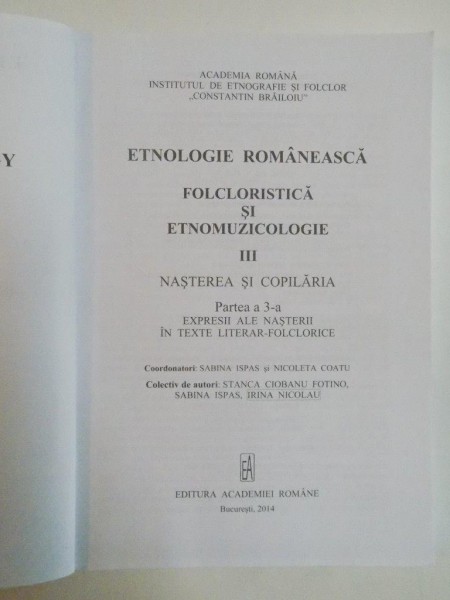 -Y
ACADEMIA ROMÂNĂ
INSTITUTUL DE ETNOGRAFIE ȘI FOLCLOR
„CONSTANTIN BRĂILOIU”
ETNOLOGIE ROMÂNEASCĂ
FOLCLORISTICĂ
ȘI
ETNOMUZICOLOGIE
III
NAȘTEREA ȘI COPILĂRIA
Partea a 3-a
EXPRESII ALE NAȘTERII
ÎN TEXTE LITERAR-FOLCLORICE
Coordonatori: SABINA ISPAS și NICOLETA COATU
Colectiv de autori: STANCA CIOBANU FOTINO,
SABINA ISPAS, IRINA NICOLAU
EA
EDITURA ACADEMIEI ROMÂNE
București, 2014